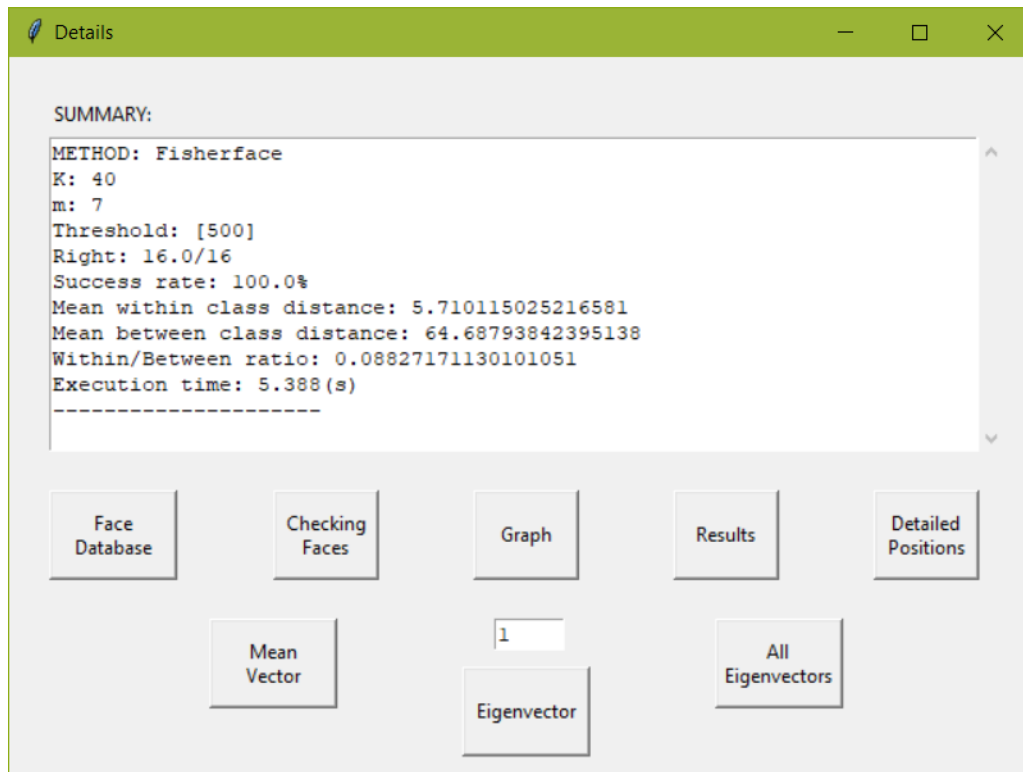 Details
SUMMARY:
METHOD: Fisherface
K: 40
m: 7
Threshold: [500]
Right: 16.0/16
Success rate: 100.0%
Mean within class distance: 5.710115025216581
Mean between class distance: 64.68793842395138
Within/Between ratio: 0.08827171130101051
Execution time: 5.388(s)
---------------------
Face
Database
Checking
Faces
Graph
Results
Detailed
Positions
Mean
Vector
1
Eigenvector
All
Eigenvectors